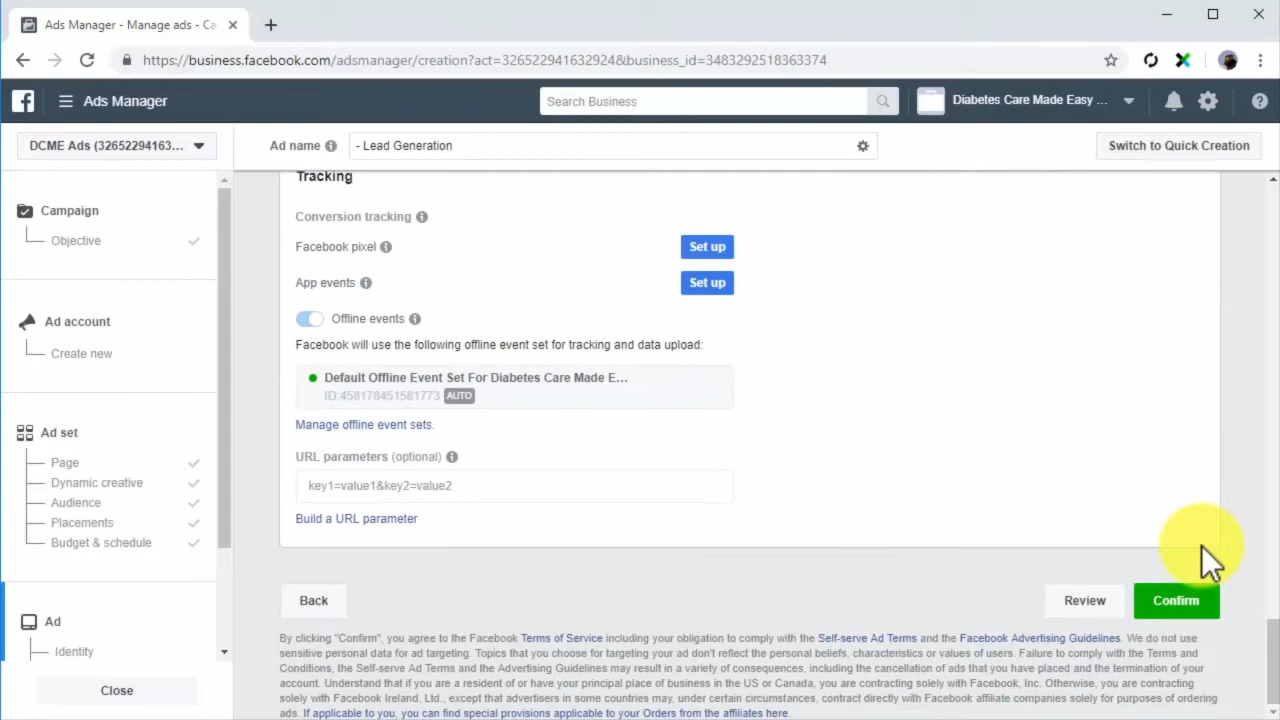 Ads Manager - Manage ads - Ca
https://business.facebook.com/adsmanager/creation?act=326522941632924&business_id=3483292518363374
Ads Manager
Search Business
Diabetes Care Made Easy ...
DCME Ads (32652294163...
Ad name
- Lead Generation
Switch to Quick Creation
Campaign
Objective
Ad account
Create new
Ad set
Page
Dynamic creative
Audience
Placements
Budget & schedule
Ad
Identity
Close
Tracking
Conversion tracking
Facebook pixel
Set up
App events
Set up
Offline events
Facebook will use the following offline event set for tracking and data upload:
Default Offline Event Set For Diabetes Care Made E...
ID:458178451581773 AUTO
Manage offline event sets.
URL parameters (optional)
key1=value1&key2=value2
Build a URL parameter
Back
Review
Confirm
By clicking "Confirm", you agree to the Facebook Terms of Service including your obligation to comply with the Self-serve Ad Terms and the Facebook Advertising Guidelines. We do not use
sensitive personal data for ad targeting. Topics that you choose for targeting your ad don't reflect the personal beliefs, characteristics or values of users. Failure to comply with the Terms and
Conditions, the Self-serve Ad Terms and the Advertising Guidelines may result in a variety of consequences, including the cancellation of ads that you have placed and the termination of your
account. Understand that if you are a resident of or have your principal place of business in the US or Canada, you are contracting solely with Facebook, Inc. Otherwise, you are contracting
solely with Facebook Ireland, Ltd., except that advertisers in some countries may, under certain circumstances, contract directly with Facebook affiliate companies solely for purposes of ordering
ads. If applicable to you, you can find special provisions applicable to your Orders from the affiliates here.